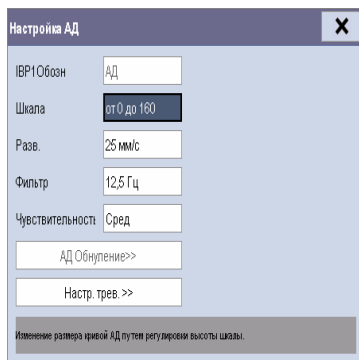 Настройка АД
IBP1Обозн АД
Шкала от 0 до 160
Разв. 25 мм/с
Фильтр 12,5 Гц
Чувствительность Сред
АД Обнуление>>
Настр. трев. >>
Изменение размера кривой АД путем регулировки высоты шкалы.